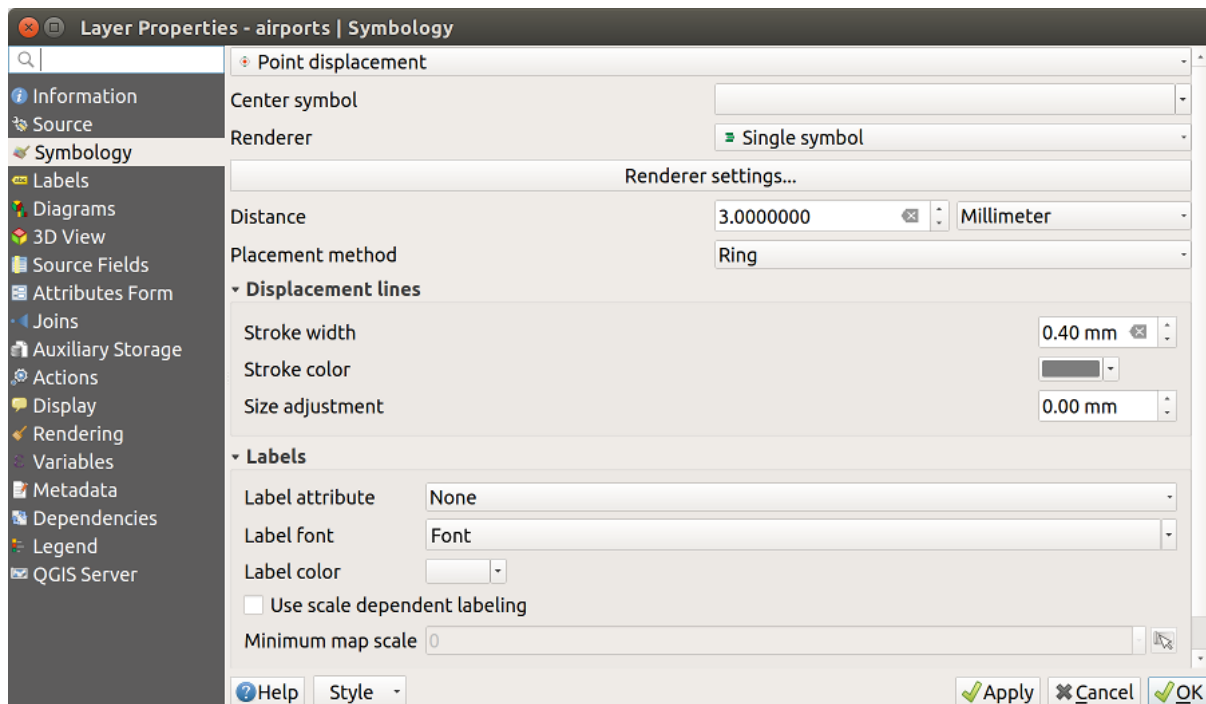 Layer Properties - airports | Symbology
Information
Source
Symbology
Labels
Diagrams
3D View
Source Fields
Attributes Form
Joins
Auxiliary Storage
Actions
Display
Rendering
Variables
Metadata
Dependencies
Legend
QGIS Server
Point displacement
Center symbol
Renderer Single symbol
Renderer settings...
Distance 3.0000000 Millimeter
Placement method Ring
Displacement lines
Stroke width 0.40 mm
Stroke color
Size adjustment 0.00 mm
Labels
Label attribute None
Label font Font
Label color
Use scale dependent labeling
Minimum map scale 0
Help Style Apply Cancel OK